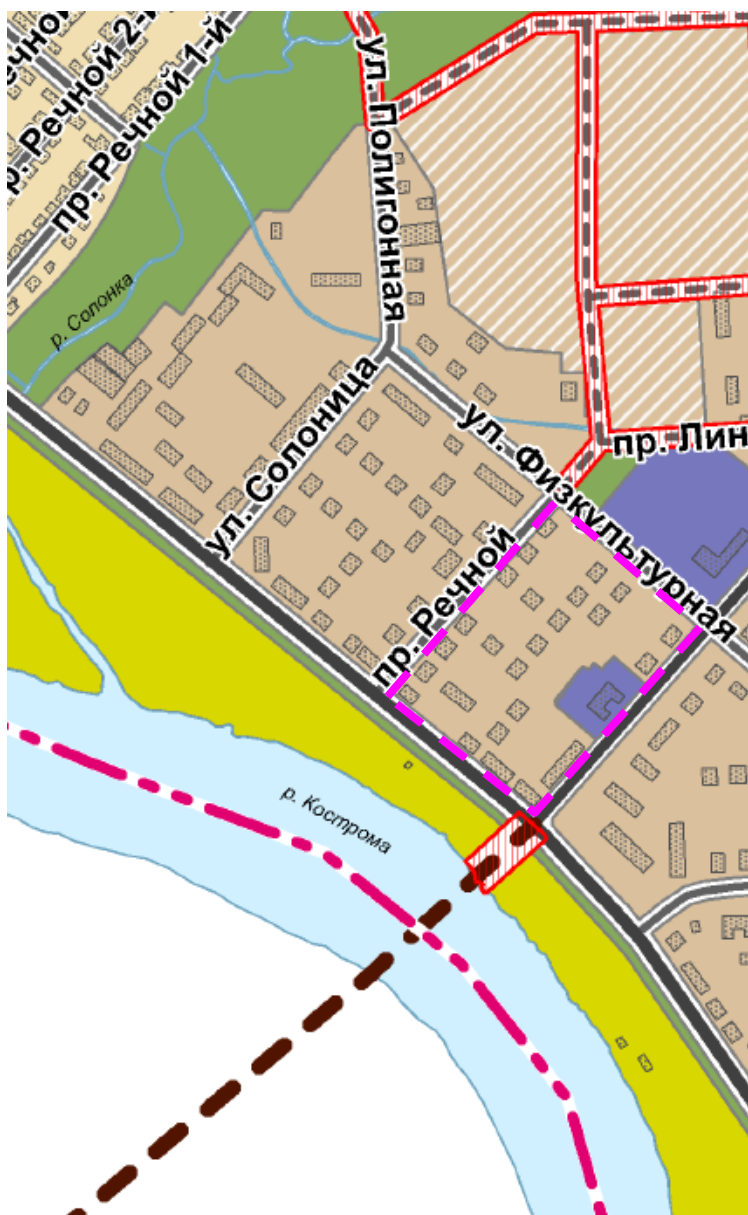 пр. Речной 2-й
пр. Речной 1-й
ул. Полигонная
р. Солонка
ул. Солоница
ул. Физкультурная
пр. Лин
пр. Речной
р. Кострома